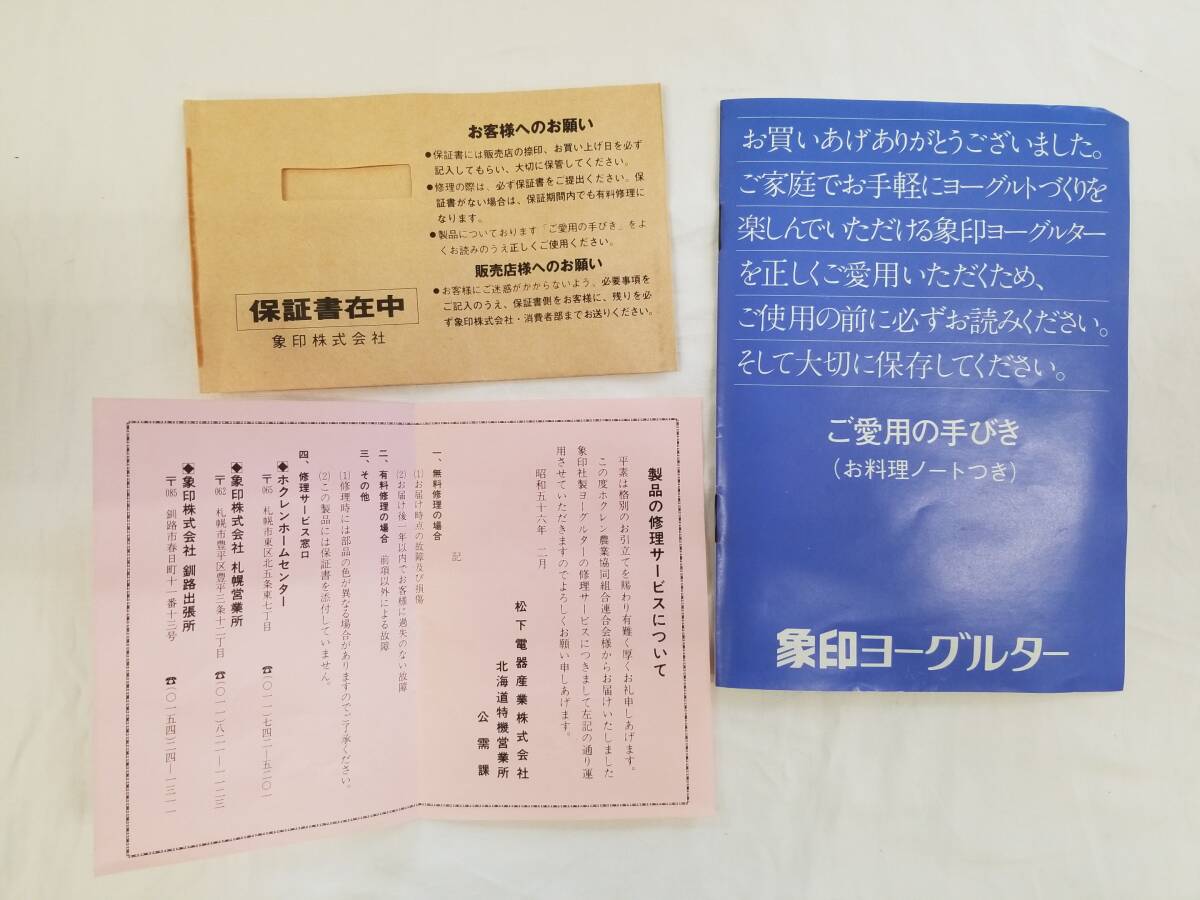 お客様へのお願い
●保証書には販売店の捺印、お買い上げ日を必ず
記入してもらい、大切に保管してください。
●修理の際は、必ず保証書をご提出ください。保
証書がない場合は、保証期間内でも有料修理に
なります。
●製品についております「ご愛用の手びき」をよ
くお読みのうえ正しくご使用ください。
販売店様へのお願い
●お客様にご迷惑がかからないよう、必要事項を
ご記入のうえ、保証書側をお客様に、残りを必
ず象印株式会社・消費者部までお送りください。
保証書在中
象印株式会社
お買いあげありがとうございました。
ご家庭でお手軽にヨーグルトづくりを
楽しんでいただける象印ヨーグルター
を正しくご愛用いただくため、
ご使用の前に必ずお読みください。
そして大切に保存してください。
ご愛用の手びき
(お料理ノートつき)
象印ヨーグルター
製品の修理サービスについて
平素は格別のお引立てを賜わり有難く厚くお礼申しあげます。
この度ホクレン農業協同組合連合会様からお届けいたしました
象印社製ヨーグルターの修理サービスにつきまして左記の通り運
用させていただきますのでよろしくお願い申しあげます。
昭和五十六年 二月
松下電器産業株式会社
北海道特機営業所
公需課
記
一、無料修理の場合
(1)お届け時点の故障及び損傷
(2)お届け後一年以内でお客様に過失のない故障
二、有料修理の場合 前項以外による故障
三、その他
(1)修理時には部品の色が異なる場合がありますのでご了承ください。
(2)この製品には保証書を添付していません。
四、修理サービス窓口
◆ホクレンホームセンター
〒065 札幌市東区北五条東七丁目 ☎(〇一一)七四二―五二〇一
◆象印株式会社 札幌営業所
〒062 札幌市豊平区豊平三条十二丁目 ☎(〇一一)八二一―一一二三
◆象印株式会社 釧路出張所
〒085 釧路市春日町十一番十三号 ☎(〇一五四)二四―一三一一